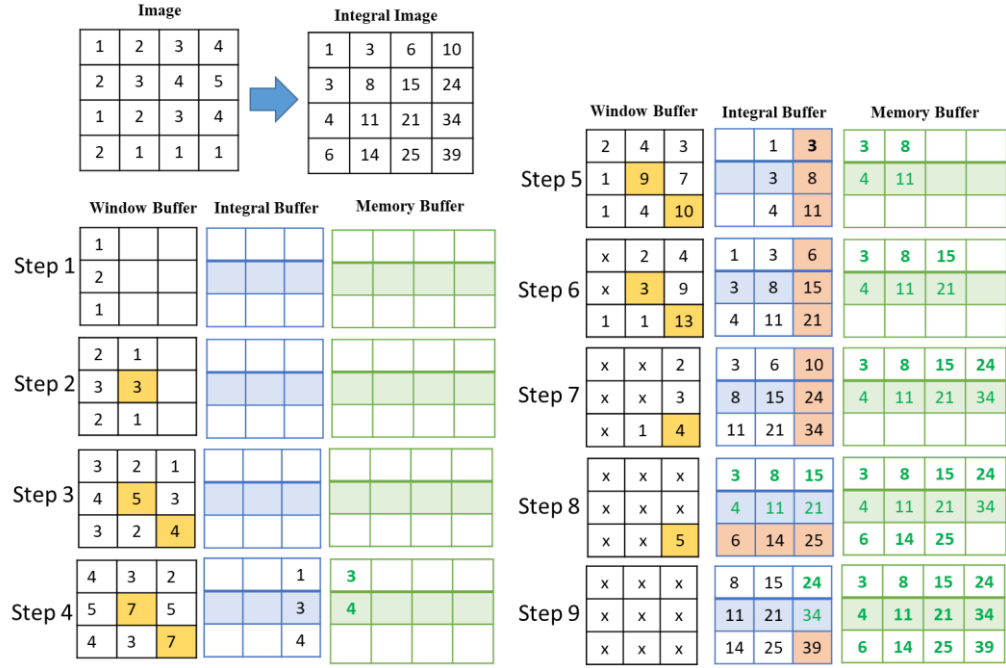 Image
1 2 3 4
2 3 4 5
1 2 3 4
2 1 1 1
Integral Image
1 3 6 10
3 8 15 24
4 11 21 34
6 14 25 39
Window Buffer Integral Buffer Memory Buffer
Step 1
1
2
1
Step 2
2 1
3 3
2 1
Step 3
3 2 1
4 5 3
3 2 4
Step 4
4 3 2 1 3
5 7 5 3 4
4 3 7 4
Window Buffer Integral Buffer Memory Buffer
Step 5
2 4 3 1 3 3 8
1 9 7 3 8 4 11
1 4 10 4 11
Step 6
x 2 4 1 3 6 3 8 15
x 3 9 3 8 15 4 11 21
1 1 13 4 11 21
Step 7
x x 2 3 6 10 3 8 15 24
x x 3 8 15 24 4 11 21 34
x 1 4 11 21 34
Step 8
x x x 3 8 15 3 8 15 24
x x x 4 11 21 4 11 21 34
x x 5 6 14 25 6 14 25
Step 9
x x x 8 15 24 3 8 15 24
x x x 11 21 34 4 11 21 34
x x x 14 25 39 6 14 25 39